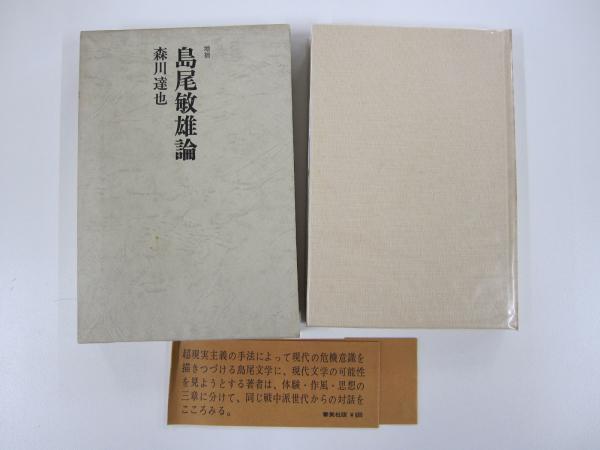 増補
島尾敏雄論
森川達也
超現実主義の手法によって現代の危機意識を
描きつづける島尾文学に、現代文学の可能性
を見ようとする著者は、体験・作風・思想の
三章に分けて、同じ戦中派世代からの対話を
こころみる。
審美社版